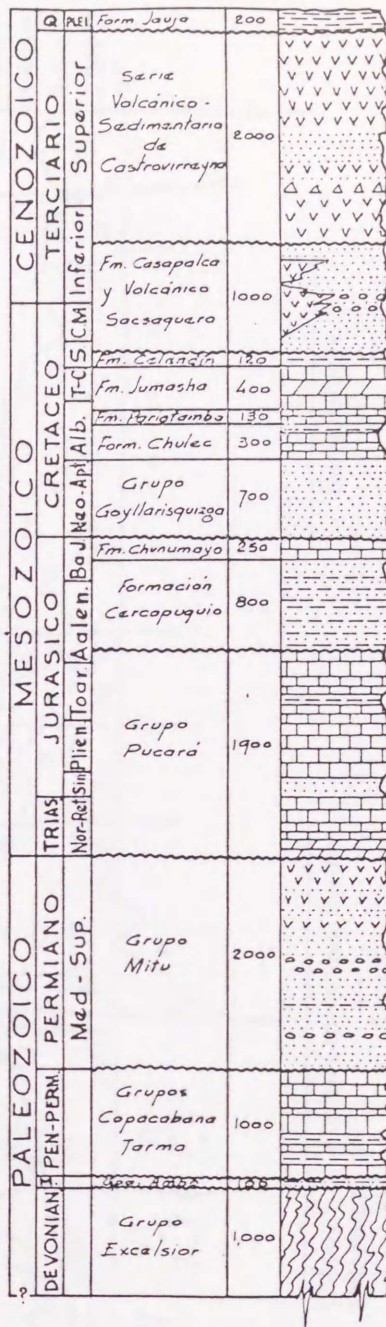 CENOZOICO
Q PLEI. Form Jauja 200
TERCIARIO
Superior
Serie
Volcánico -
Sedimentario
de
Castrovirreyna
2000
Inferior
Fm. Casapalca
y Volcánico
Sacsaquero
1000
MESOZOICO
CRETACEO
CM
S Fm. Celendín 120
T-C Fm. Jumasha 400
Alb. Fm. Pariatambo 130
Form. Chulec 300
Neo-Apt
Grupo
Goyllarisquizga
700
JURASICO
BaJ Fm. Chunumayo 250
Aalen.
Formación
Cercapuquio
800
Toar.
Plien.
Sin
Grupo
Pucará
1900
TRIAS
Nor-Ret
PALEOZOICO
PERMIANO
Med - Sup.
Grupo
Mitu
2000
PEN-PERM.
Grupos
Copacabana
Tarma
1000
DEVONIAN
Grupo
Excelsior
1,000
?